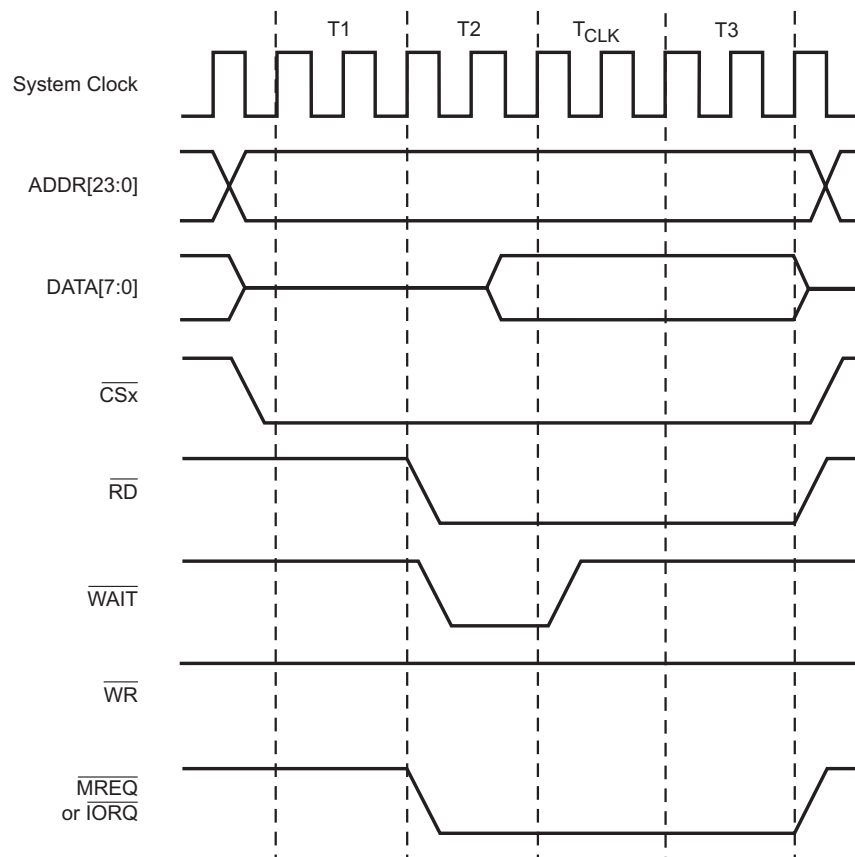 T1 T2 TCLK T3
System Clock
ADDR[23:0]
DATA[7:0]
CSx
RD
WAIT
WR
MREQ
or IORQ